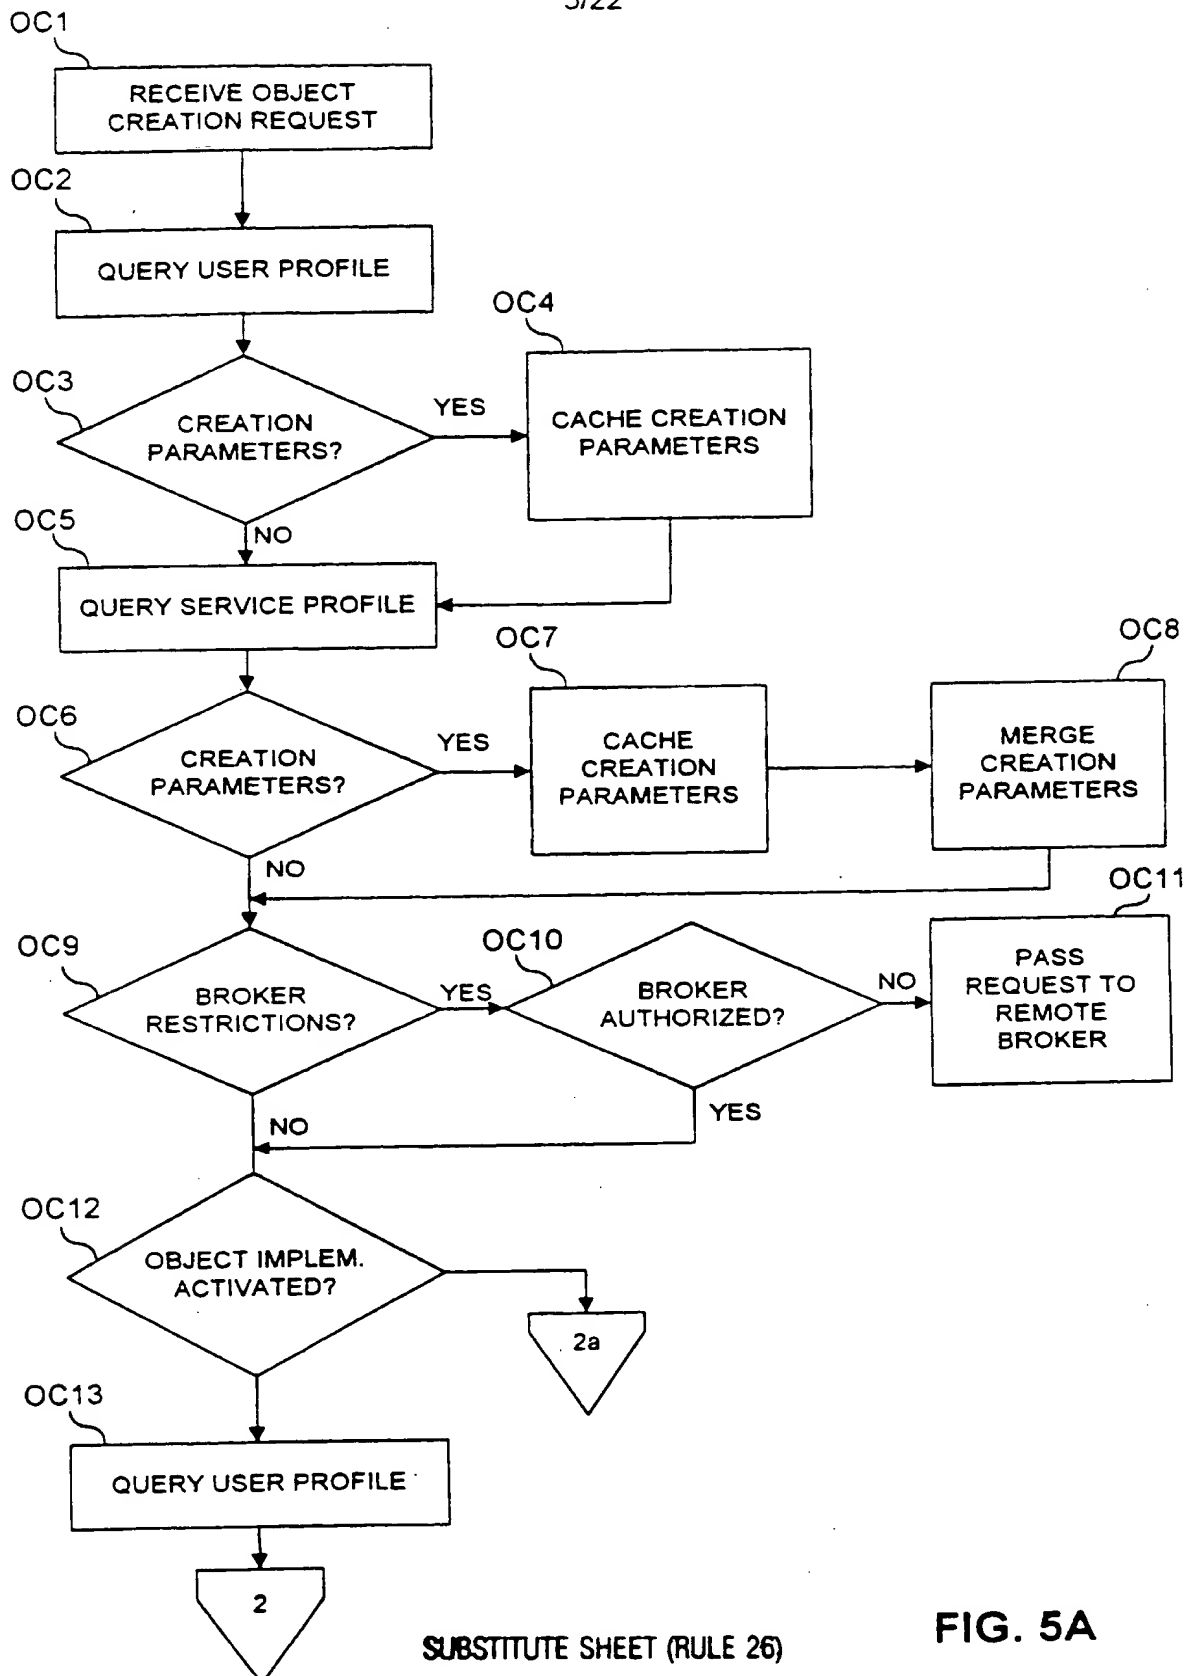 OC1
RECEIVE OBJECT
CREATION REQUEST
OC2
QUERY USER PROFILE
OC4
OC3
CREATION
PARAMETERS?
YES
CACHE CREATION
PARAMETERS
OC5
NO
QUERY SERVICE PROFILE
OC7
OC8
OC6
CREATION
PARAMETERS?
YES
CACHE
CREATION
PARAMETERS
MERGE
CREATION
PARAMETERS
NO
OC11
OC9
OC10
BROKER
RESTRICTIONS?
YES
BROKER
AUTHORIZED?
NO
PASS
REQUEST TO
REMOTE
BROKER
NO
YES
OC12
OBJECT IMPLEM.
ACTIVATED?
2a
OC13
QUERY USER PROFILE
2
SUBSTITUTE SHEET (RULE 26)
FIG. 5A